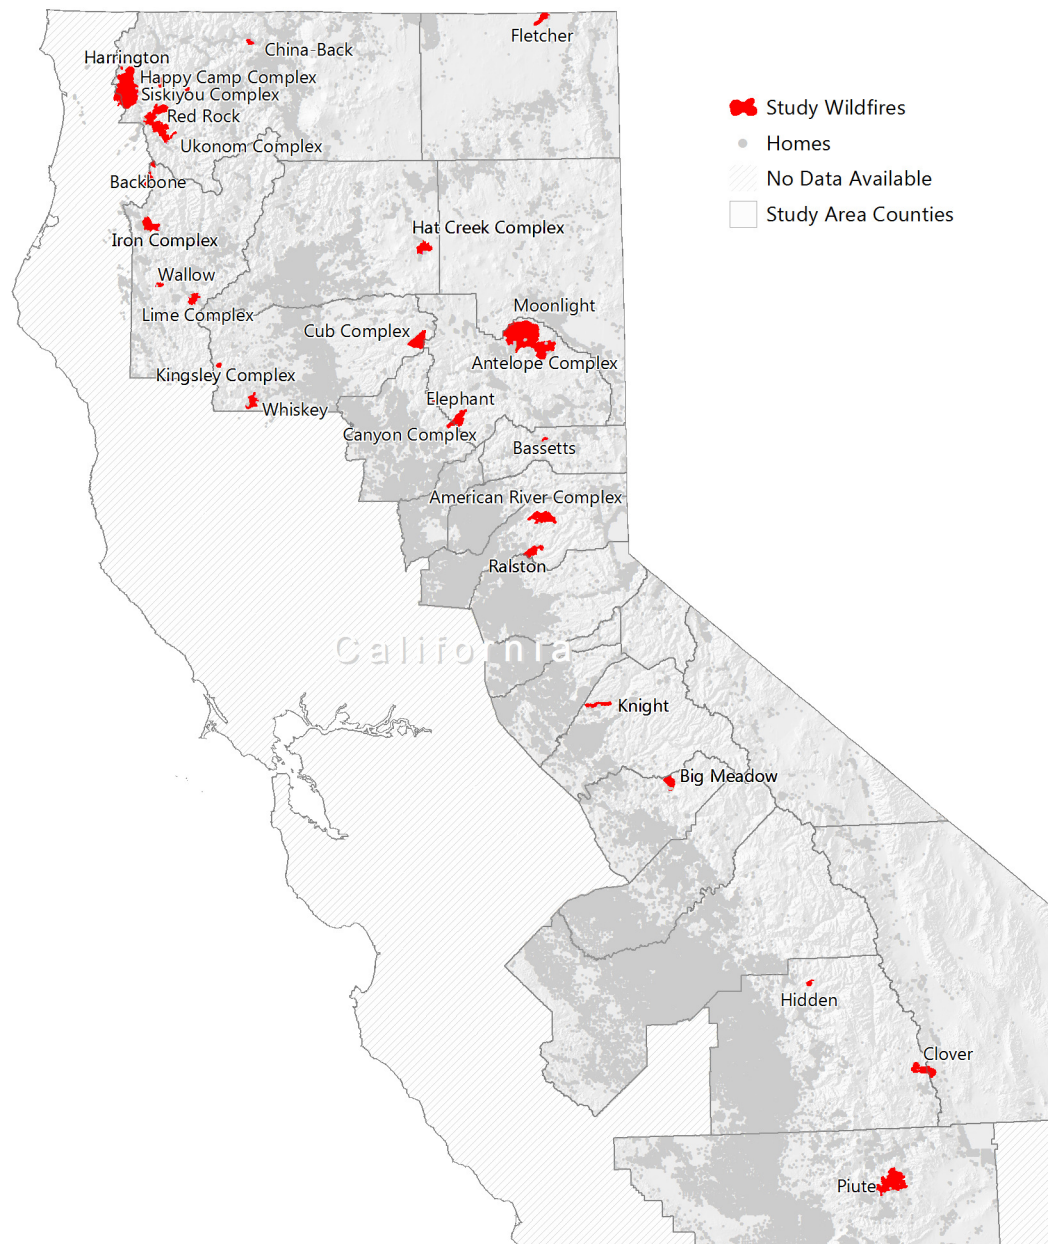 Fletcher
China-Back
Harrington
Happy Camp Complex
Siskiyou Complex
Red Rock
Ukonom Complex
Backbone
Iron Complex
Hat Creek Complex
Wallow
Lime Complex
Moonlight
Cub Complex
Antelope Complex
Kingsley Complex
Whiskey
Elephant
Canyon Complex
Bassetts
American River Complex
Ralston
California
Knight
Big Meadow
Hidden
Clover
Piute
Study Wildfires
Homes
No Data Available
Study Area Counties